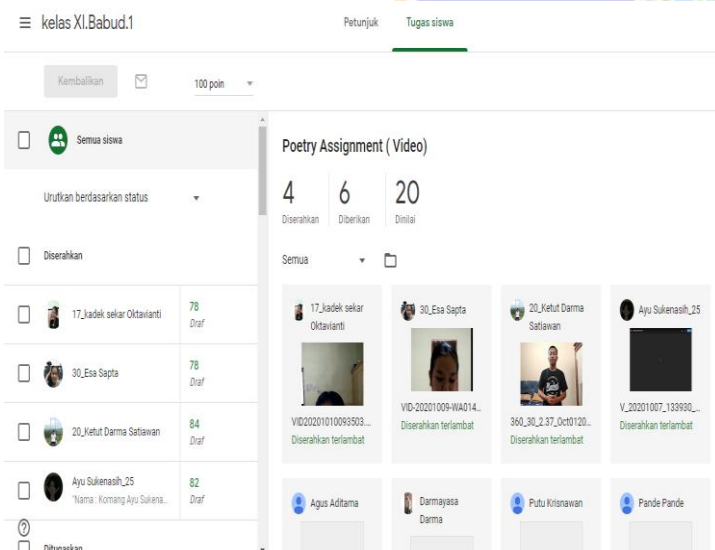 kelas XI.Babud.1
Petunjuk
Tugas siswa
Kembalikan
100 poin
Semua siswa
Urutkan berdasarkan status
Diserahkan
17_kadek sekar Oktavianti
78
Draf
30_Esa Sapta
78
Draf
20_Ketut Darma Satiawan
84
Draf
Ayu Sukenasih_25
"Nama : Komang Ayu Sukena...
82
Draf
Ditugaskan
Poetry Assignment ( Video)
4
Diserahkan
6
Diberikan
20
Dinilai
Semua
17_kadek sekar
Oktavianti
VID20201010093503....
Diserahkan terlambat
30_Esa Sapta
VID-20201009-WA014...
Diserahkan terlambat
20_Ketut Darma
Satiawan
360_30_2.37_Oct0120...
Diserahkan terlambat
Ayu Sukenasih_25
V_20201007_133930_...
Diserahkan terlambat
Agus Aditama
Darmayasa
Darma
Putu Krisnawan
Pande Pande